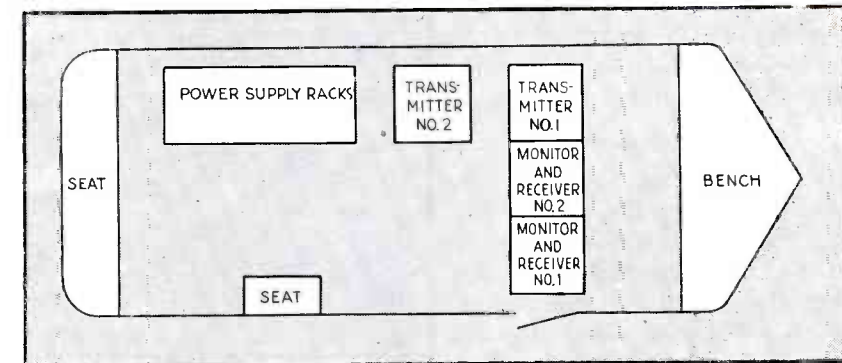 SEAT
POWER SUPPLY RACKS
TRANS-
MITTER
NO.2
TRANS-
MITTER
NO.1
MONITOR
AND
RECEIVER
NO.2
MONITOR
AND
RECEIVER
NO.1
BENCH
SEAT